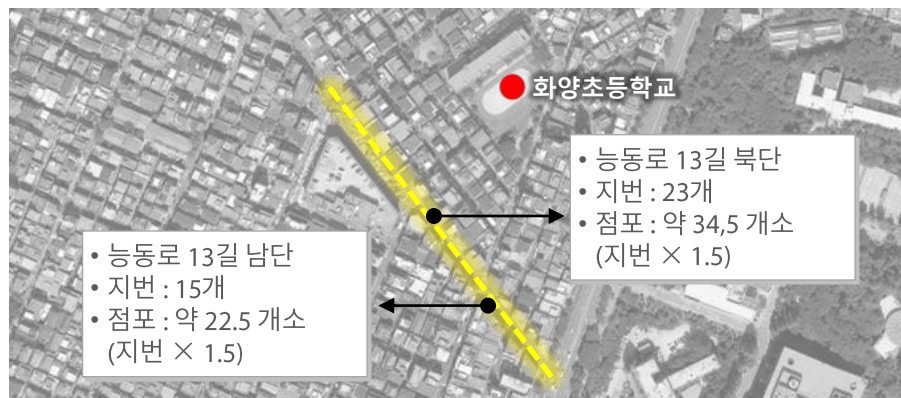 화양초등학교
• 능동로 13길 북단
• 지번 : 23개
• 점포 : 약 34,5 개소
(지번 × 1.5)
• 능동로 13길 남단
• 지번 : 15개
• 점포 : 약 22.5 개소
(지번 × 1.5)